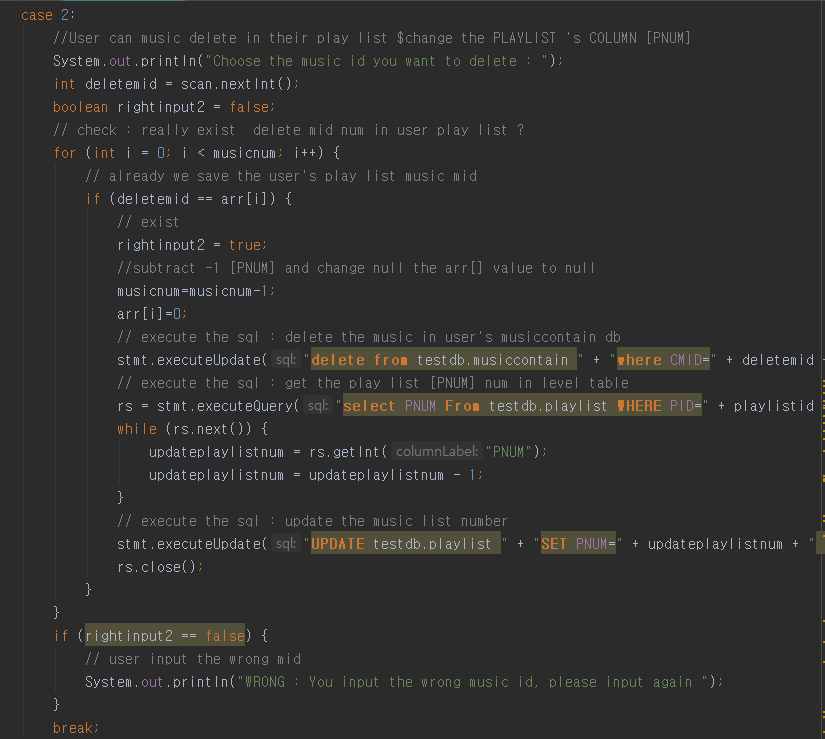 case 2:
//User can music delete in their play list $change the PLAYLIST 's COLUMN [PNUM]
System.out.println("Choose the music id you want to delete : ");
int deletemid = scan.nextInt();
boolean rightinput2 = false;
// check : really exist  delete mid num in user play list ?
for (int i = 0; i < musicnum; i++) {
// already we save the user's play list music mid
if (deletemid == arr[i]) {
// exist
rightinput2 = true;
//subtract -1 [PNUM] and change null the arr[] value to null
musicnum=musicnum-1;
arr[i]=0;
// execute the sql : delete the music in user's musiccontain db
stmt.executeUpdate( sql: "delete from testdb.musiccontain " + "where CMID=" + deletemid
// execute the sql : get the play list [PNUM] num in level table
rs = stmt.executeQuery( sql: "select PNUM From testdb.playlist WHERE PID=" + playlistid
while (rs.next()) {
updateplaylistnum = rs.getInt( columnLabel: "PNUM");
updateplaylistnum = updateplaylistnum - 1;
}
// execute the sql : update the music list number
stmt.executeUpdate( sql: "UPDATE testdb.playlist " + "SET PNUM=" + updateplaylistnum + "
rs.close();
}
}
if (rightinput2 == false) {
// user input the wrong mid
System.out.println("WRONG : You input the wrong music id, please input again ");
}
break;